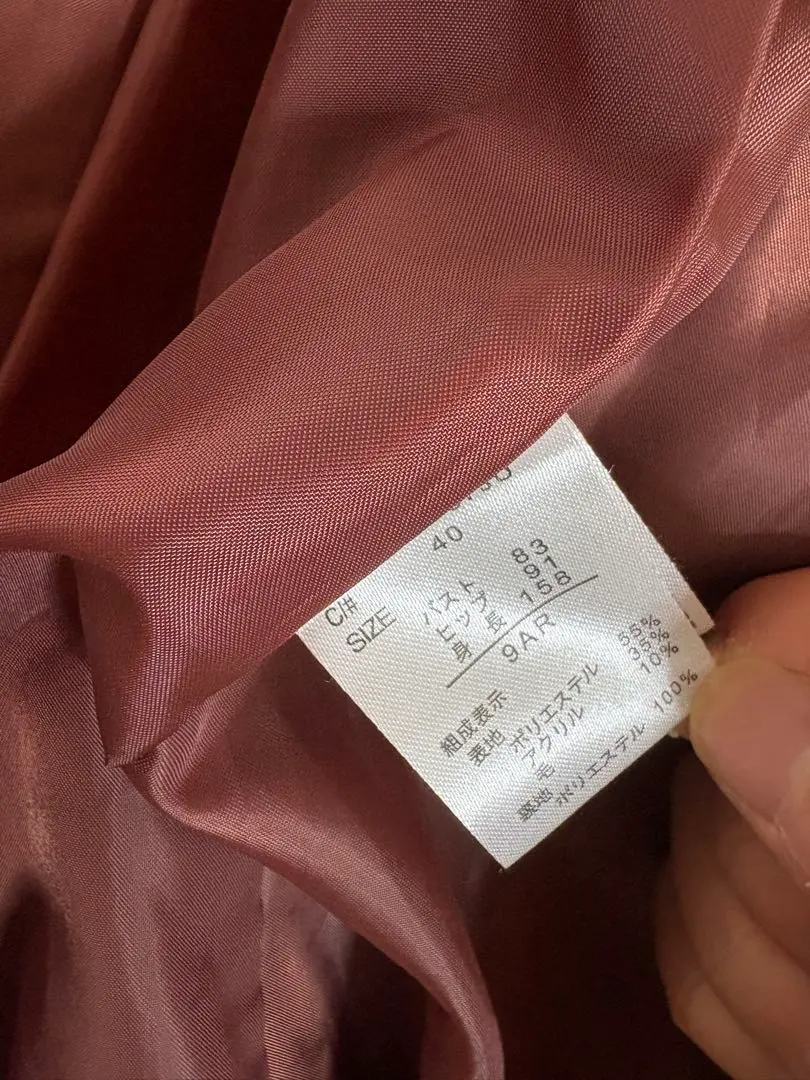 C/# 40
SIZE
バスト 83
ヒップ 91
身長 158
9AR
組成表示
表地 ポリエステル 55%
アクリル 35%
毛 10%
裏地 ポリエステル 100%